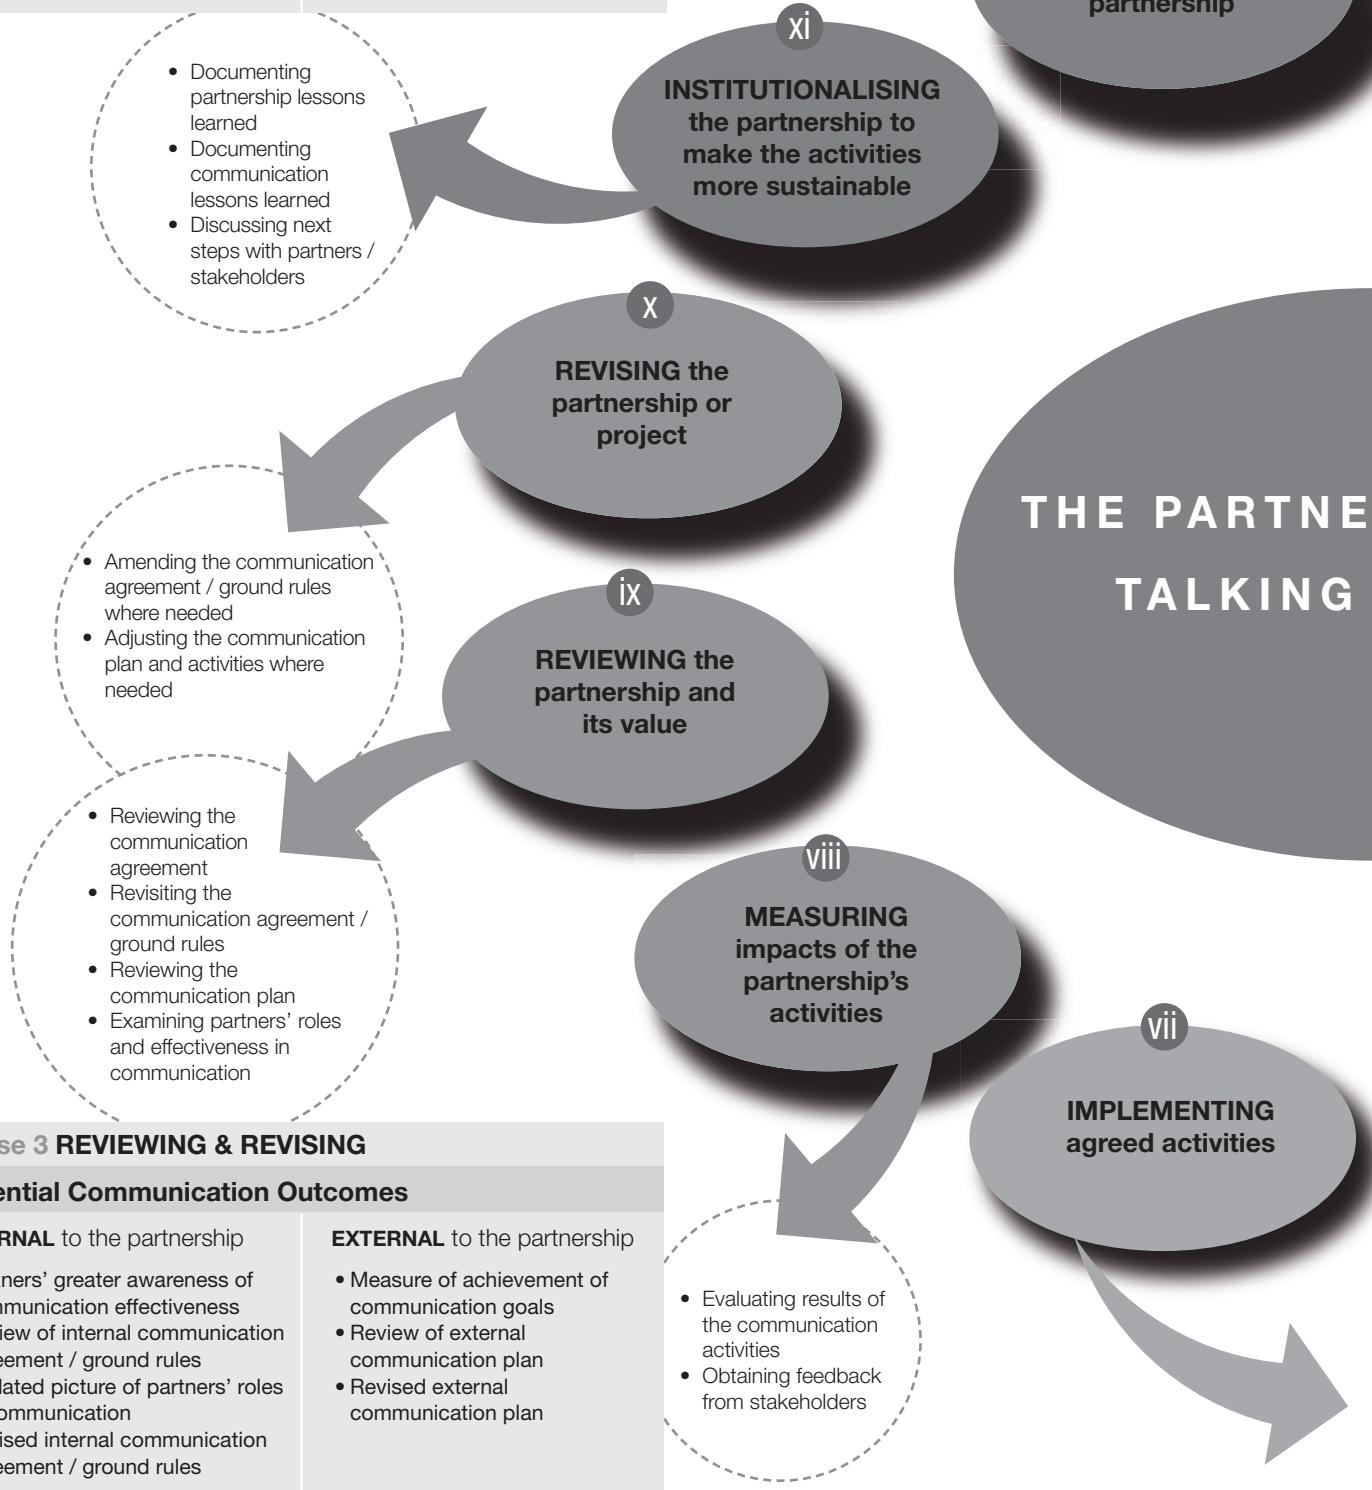 partnership
xi
INSTITUTIONALISING
the partnership to
make the activities
more sustainable
• Documenting
partnership lessons
learned
• Documenting
communication
lessons learned
• Discussing next
steps with partners /
stakeholders
x
REVISING the
partnership or
project
• Amending the communication
agreement / ground rules
where needed
• Adjusting the communication
plan and activities where
needed
THE PARTNE
TALKING
ix
REVIEWING the
partnership and
its value
• Reviewing the
communication
agreement
• Revisiting the
communication agreement /
ground rules
• Reviewing the
communication plan
• Examining partners’ roles
and effectiveness in
communication
viii
MEASURING
impacts of the
partnership’s
activities
• Evaluating results of
the communication
activities
• Obtaining feedback
from stakeholders
vii
IMPLEMENTING
agreed activities
se 3 REVIEWING & REVISING
ential Communication Outcomes
RNAL to the partnership
tners’ greater awareness of
mmunication effectiveness
iew of internal communication
eement / ground rules
lated picture of partners’ roles
ommunication
ised internal communication
eement / ground rules
EXTERNAL to the partnership
• Measure of achievement of
communication goals
• Review of external
communication plan
• Revised external
communication plan